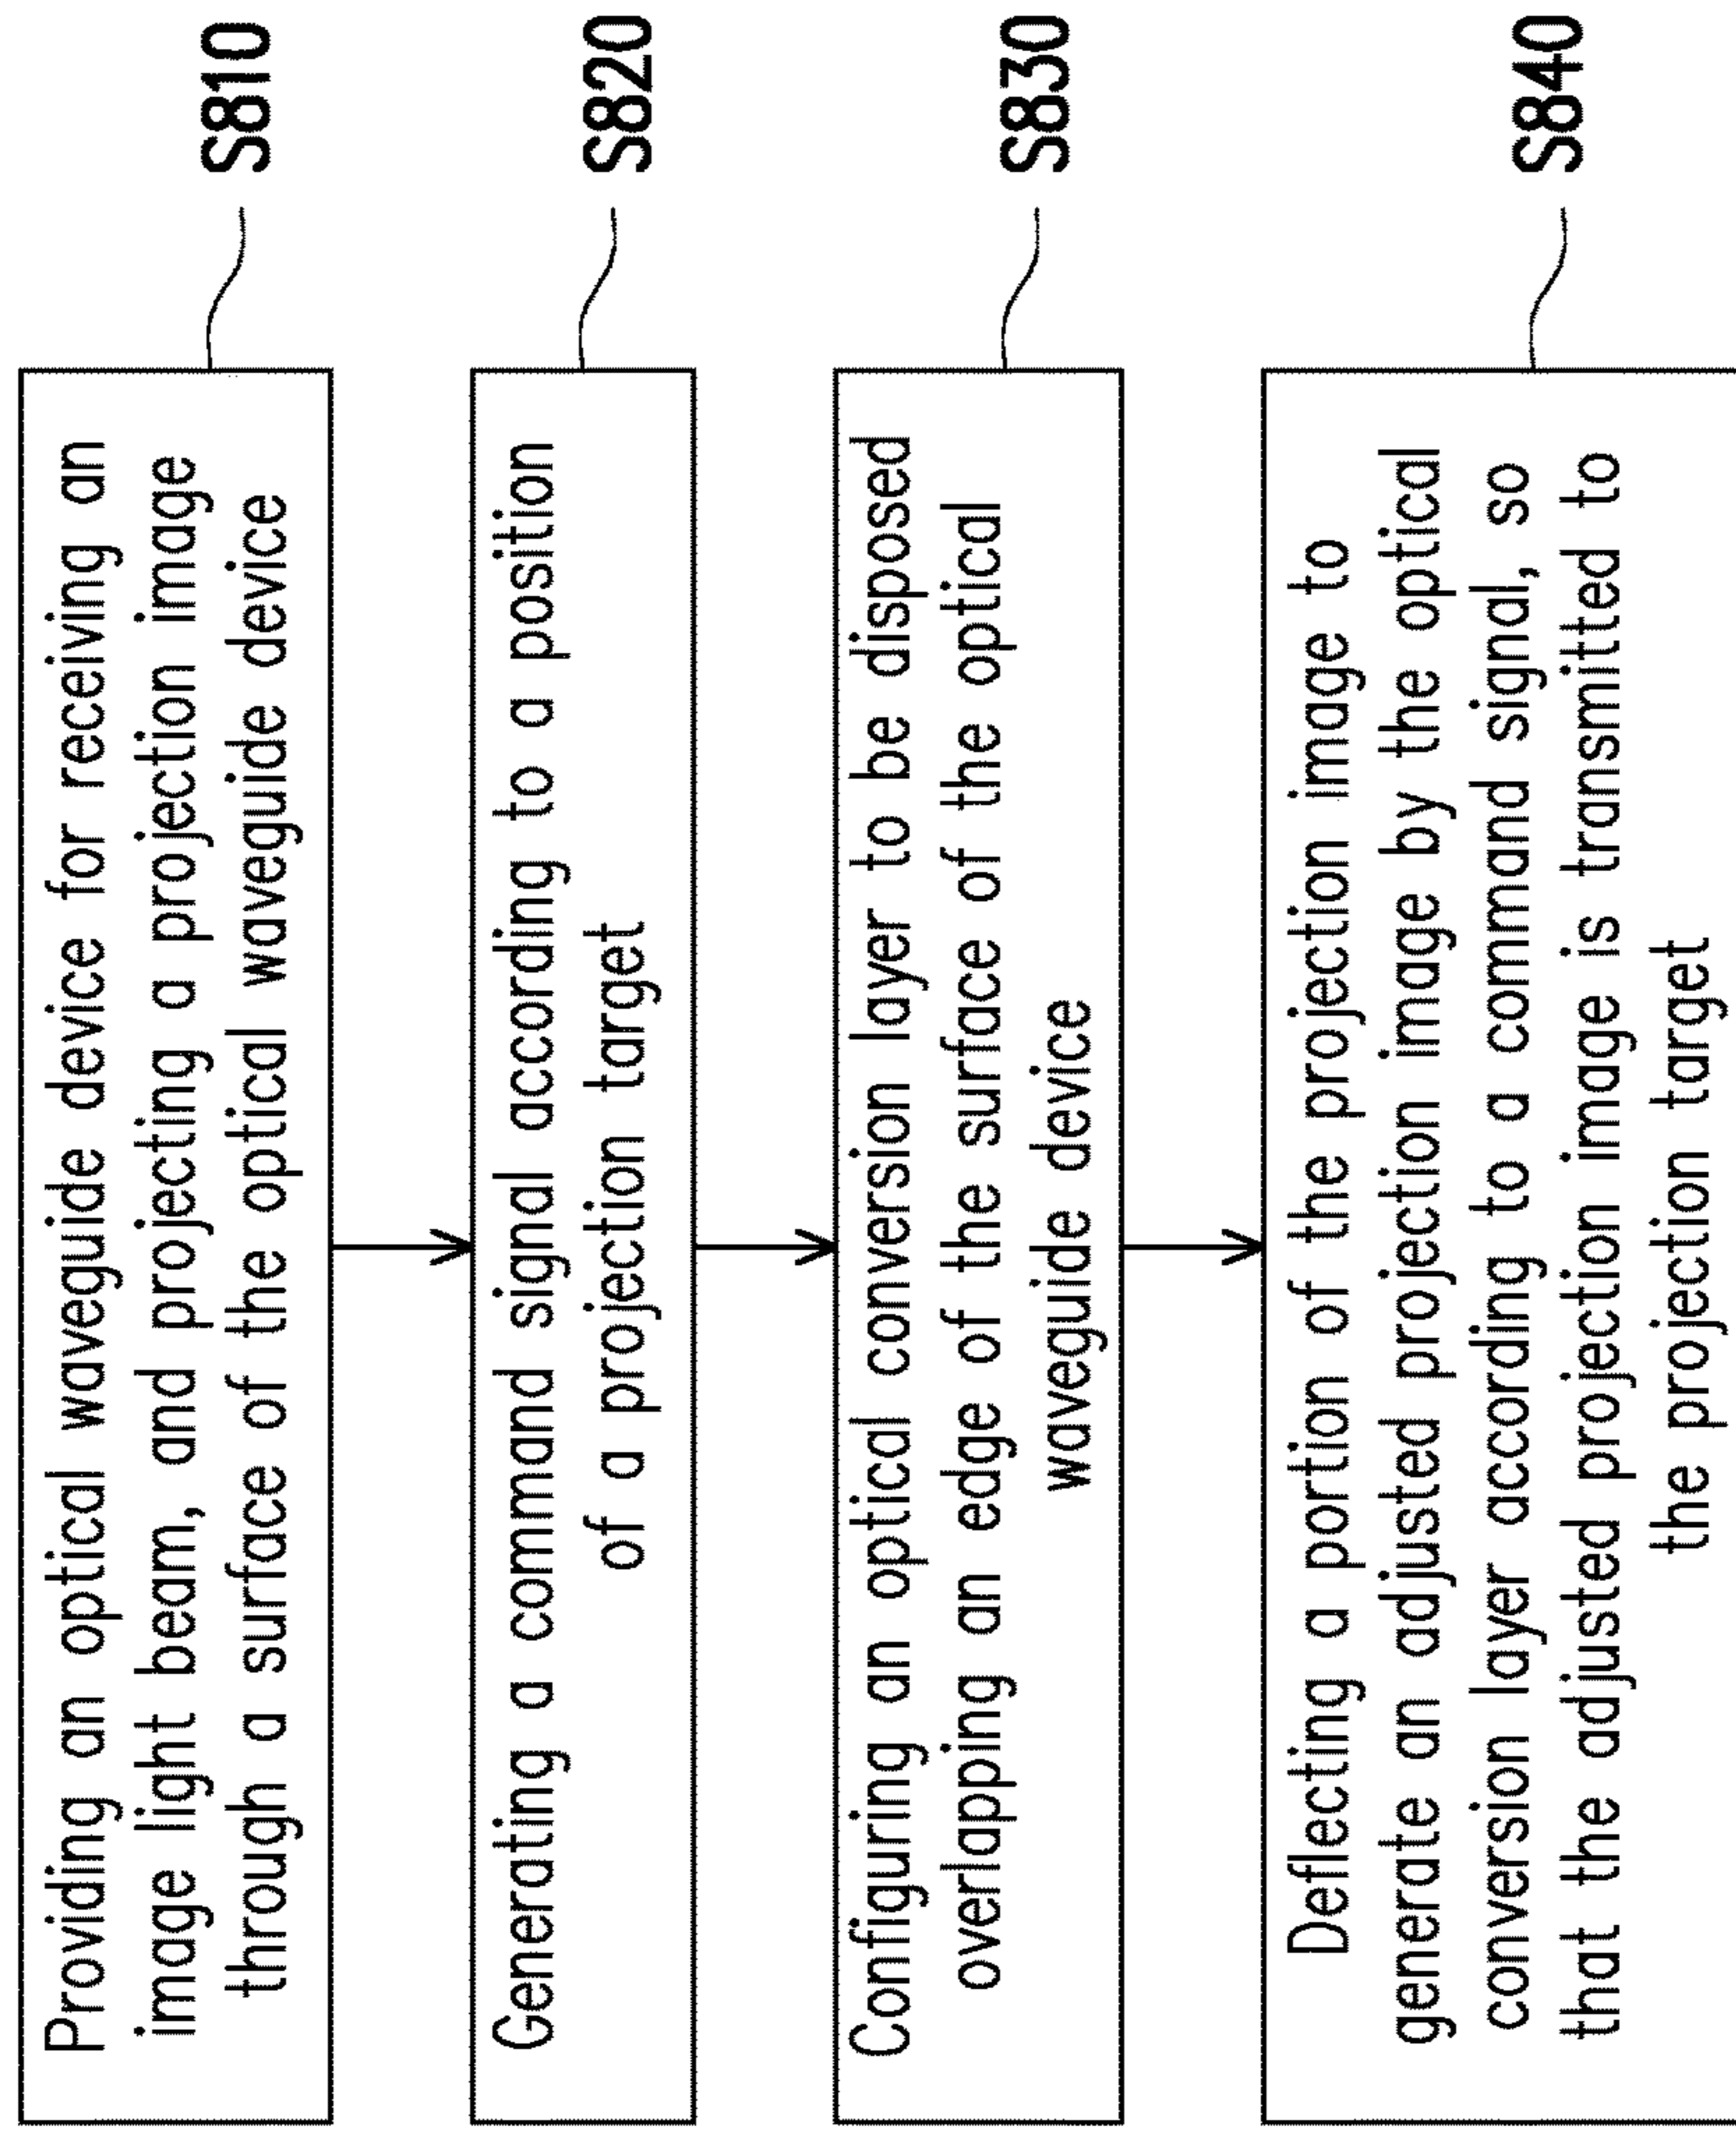 Providing an optical waveguide device for receiving an
image light beam, and projecting a projection image
through a surface of the optical waveguide device
S810
Generating a command signal according to a position
of a projection target
S820
Configuring an optical conversion layer to be disposed
overlapping an edge of the surface of the optical
waveguide device
S830
Deflecting a portion of the projection image to
generate an adjusted projection image by the optical
conversion layer according to a command signal, so
that the adjusted projection image is transmitted to
the projection target
S840